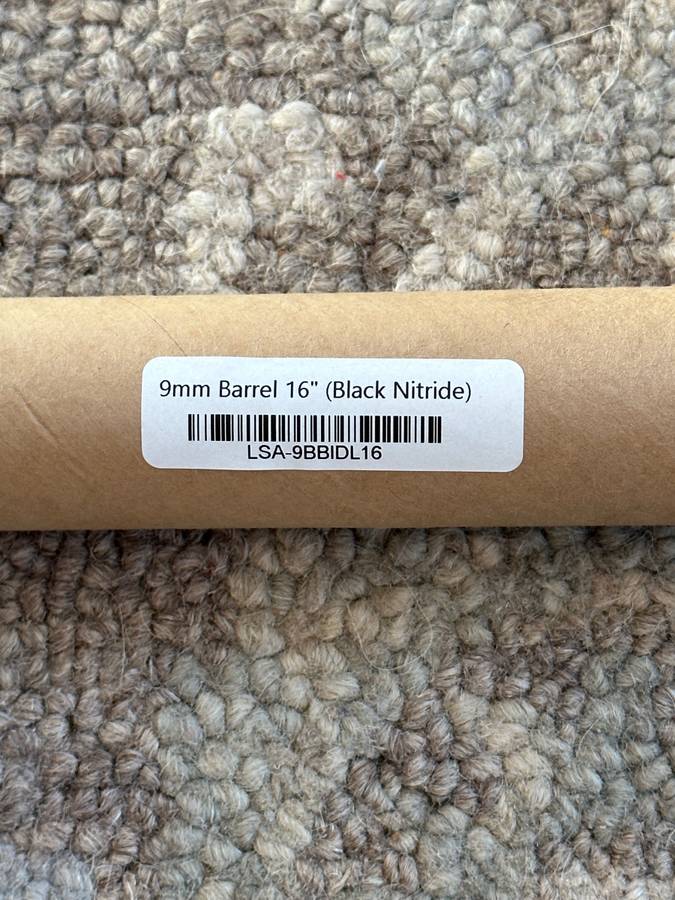 9mm Barrel 16" (Black Nitride)
LSA-9BBIDL16